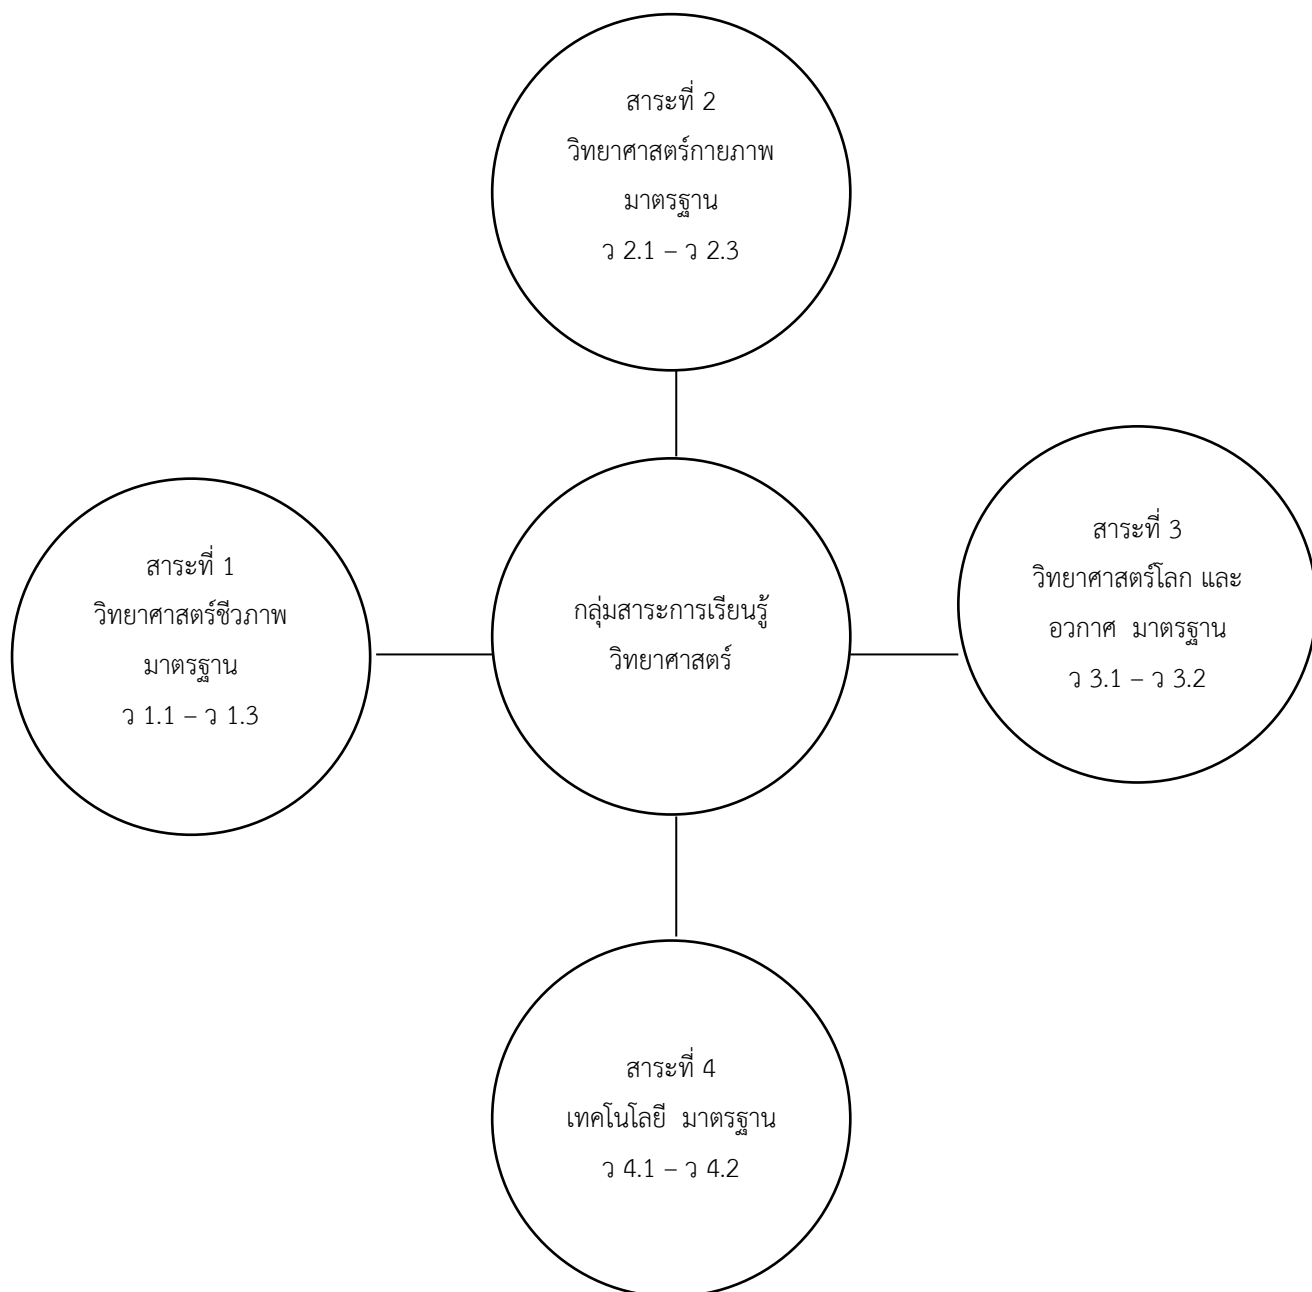 สาระที่ 2
วิทยาศาสตร์กายภาพ
มาตรฐาน
ว 2.1 – ว 2.3
สาระที่ 1
วิทยาศาสตร์ชีวภาพ
มาตรฐาน
ว 1.1 – ว 1.3
กลุ่มสาระการเรียนรู้
วิทยาศาสตร์
สาระที่ 3
วิทยาศาสตร์โลก และ
อวกาศ มาตรฐาน
ว 3.1 – ว 3.2
สาระที่ 4
เทคโนโลยี มาตรฐาน
ว 4.1 – ว 4.2